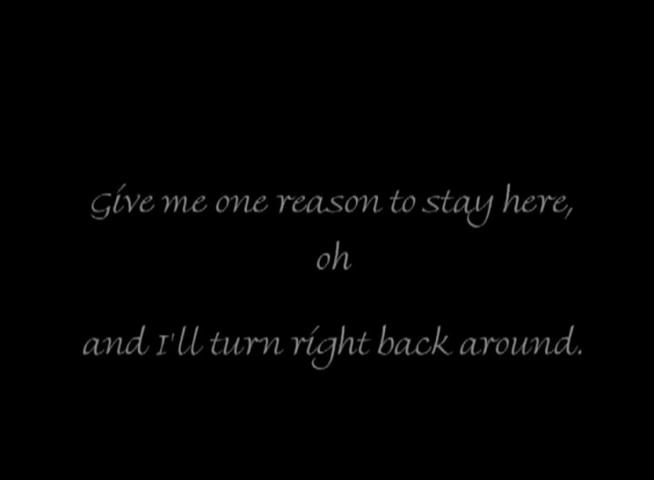 Give me one reason to stay here,
oh
and I'll turn right back around.